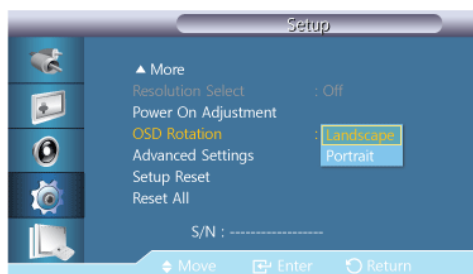 Setup
▲ More
Resolution Select : Off
Power On Adjustment
OSD Rotation : Landscape
Portrait
Advanced Settings
Setup Reset
Reset All
S/N : ------------------
Move Enter Return